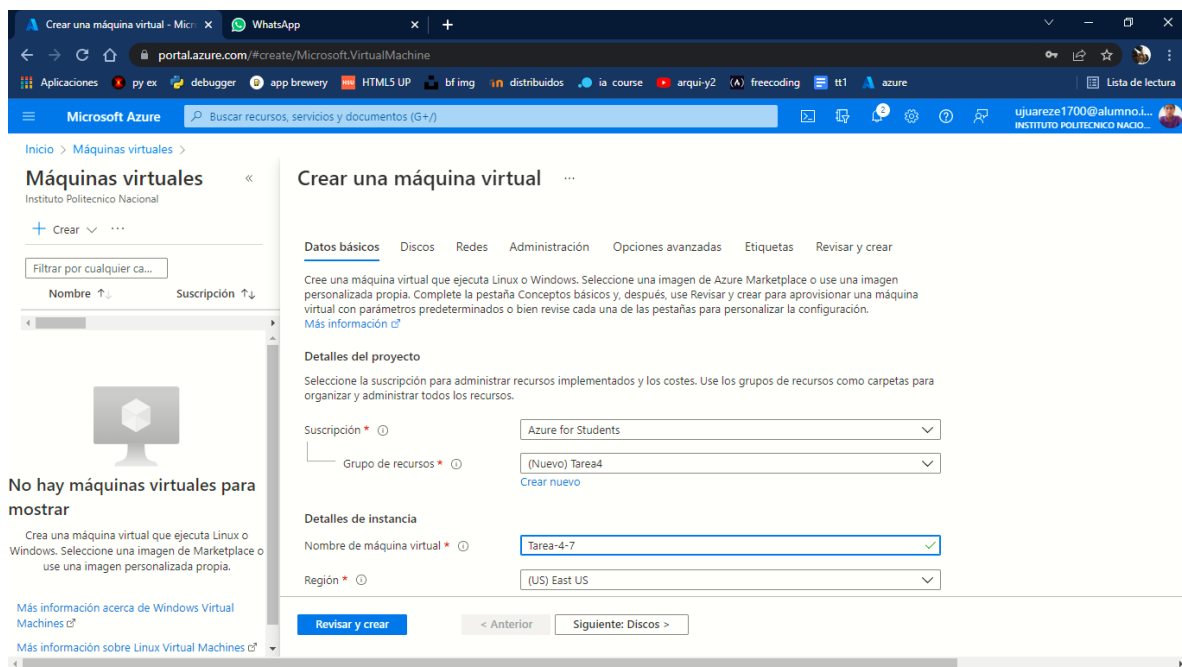 Crear una máquina virtual - Micr
WhatsApp
portal.azure.com/#create/Microsoft.VirtualMachine
Aplicaciones py ex debugger app brewery HTML5 UP bf img distribuidos ia course arqui-y2 freecoding tt1 azure Lista de lectura
Microsoft Azure
Buscar recursos, servicios y documentos (G+/)
2
ujuareze1700@alumno.i...
INSTITUTO POLITECNICO NACIO...
Inicio > Máquinas virtuales >
Máquinas virtuales
Instituto Politecnico Nacional
+ Crear ...
Filtrar por cualquier ca...
Nombre ↑↓ Suscripción ↑↓
No hay máquinas virtuales para
mostrar
Crea una máquina virtual que ejecuta Linux o
Windows. Seleccione una imagen de Marketplace o
use una imagen personalizada propia.
Más información acerca de Windows Virtual
Machines
Más información sobre Linux Virtual Machines
Crear una máquina virtual ...
Datos básicos Discos Redes Administración Opciones avanzadas Etiquetas Revisar y crear
Cree una máquina virtual que ejecuta Linux o Windows. Seleccione una imagen de Azure Marketplace o use una imagen
personalizada propia. Complete la pestaña Conceptos básicos y, después, use Revisar y crear para aprovisionar una máquina
virtual con parámetros predeterminados o bien revise cada una de las pestañas para personalizar la configuración.
Más información
Detalles del proyecto
Seleccione la suscripción para administrar recursos implementados y los costes. Use los grupos de recursos como carpetas para
organizar y administrar todos los recursos.
Suscripción * Azure for Students
Grupo de recursos * (Nuevo) Tarea4
Crear nuevo
Detalles de instancia
Nombre de máquina virtual * Tarea-4-7
Región * (US) East US
Revisar y crear < Anterior Siguiente: Discos >